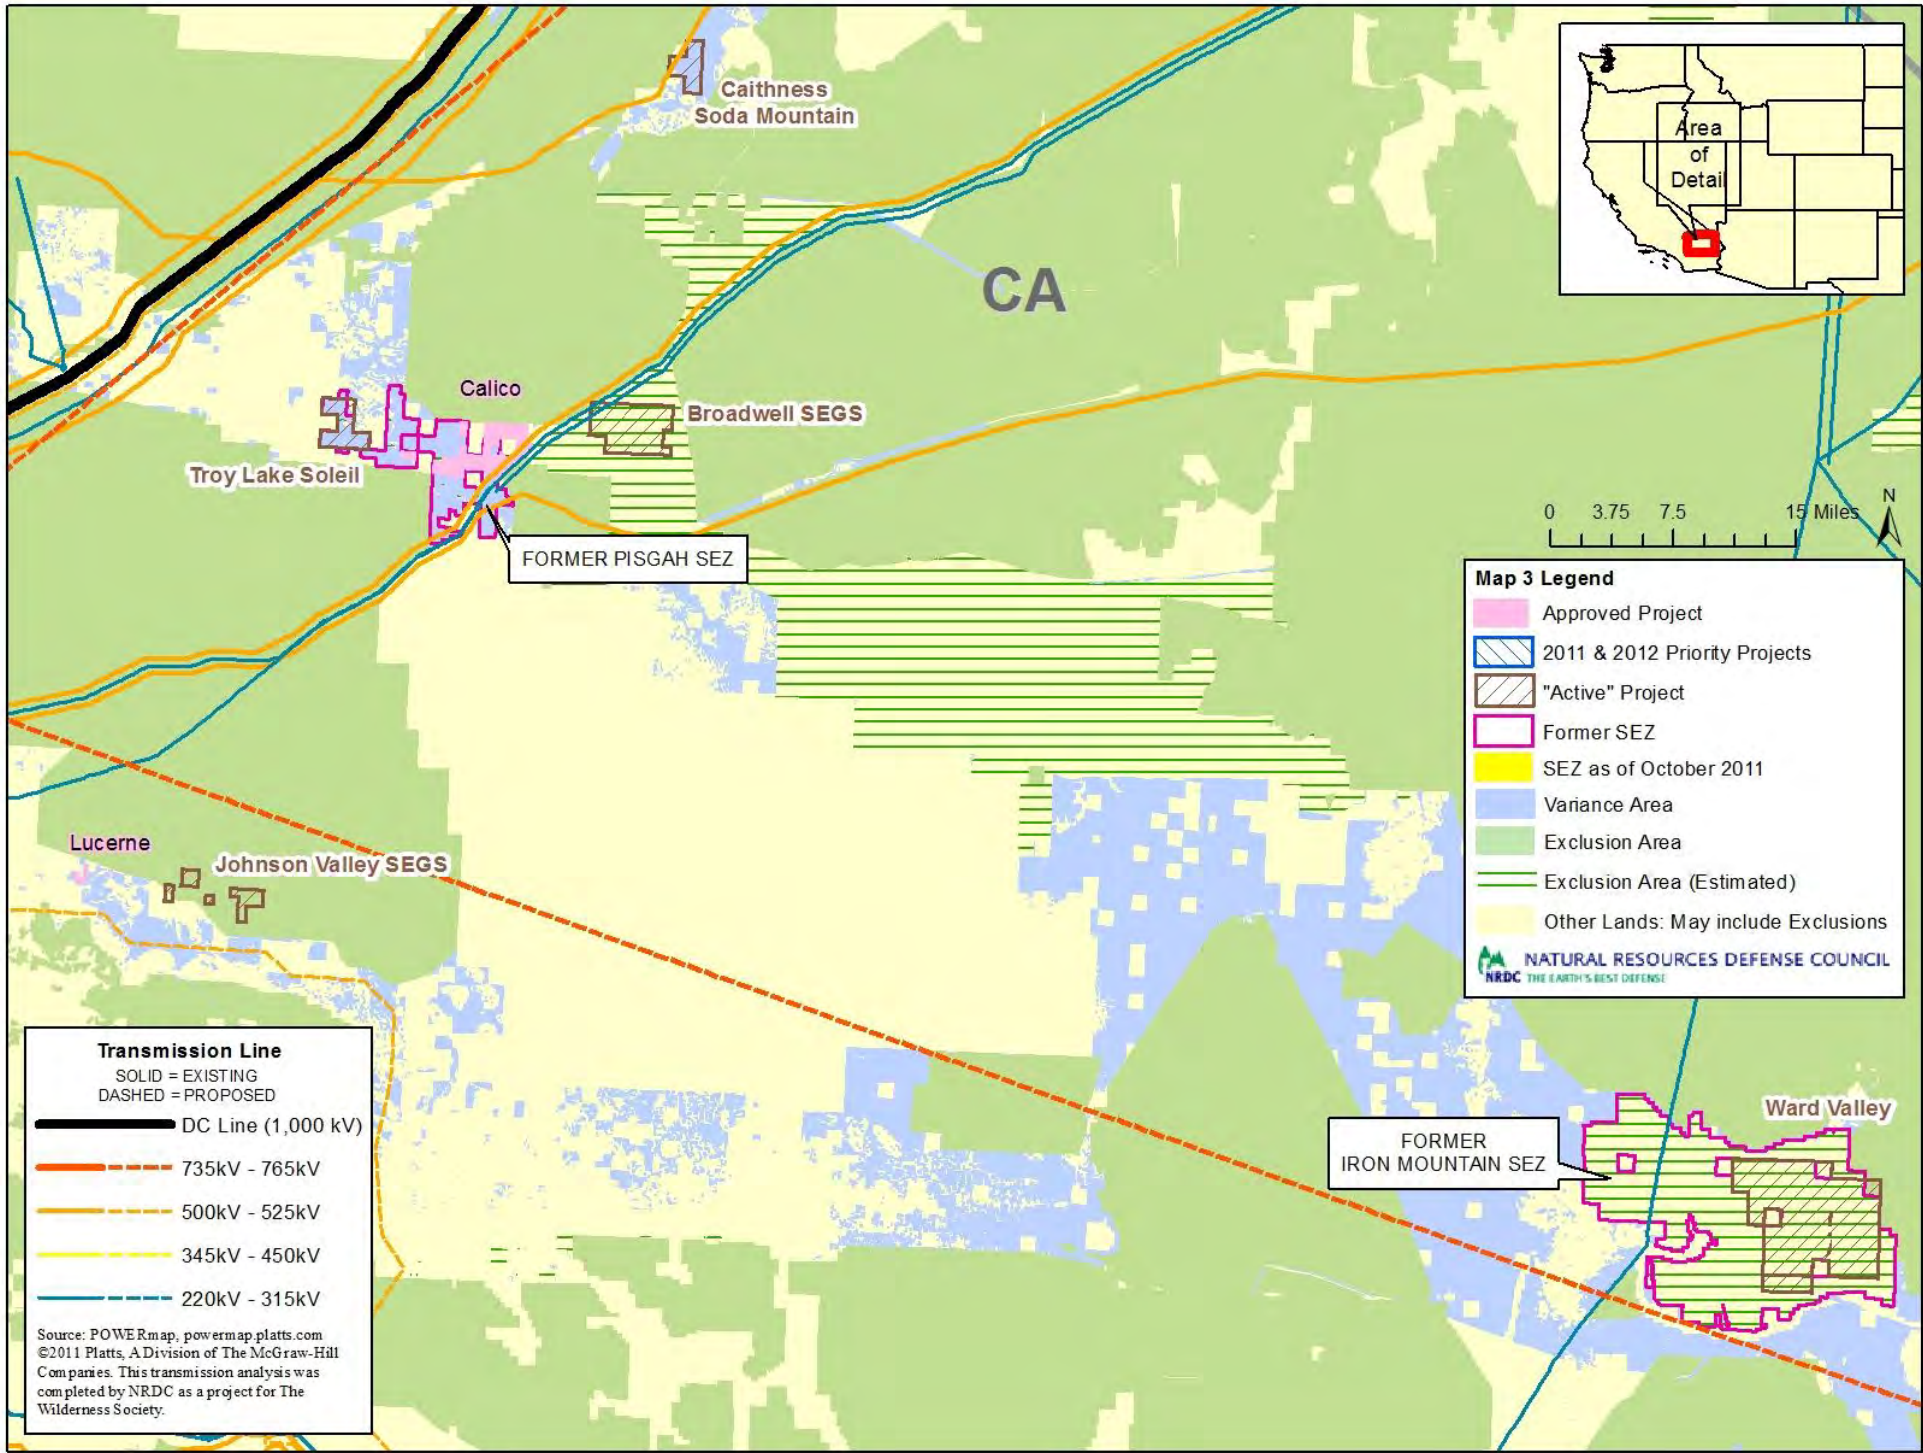 Caithness
Soda Mountain
Area
of
Detail
CA
Calico
Broadwell SEGS
Troy Lake Soleil
FORMER PISGAH SEZ
N
0 3.75 7.5 15 Miles
Map 3 Legend
Approved Project
2011 & 2012 Priority Projects
"Active" Project
Former SEZ
SEZ as of October 2011
Variance Area
Exclusion Area
Exclusion Area (Estimated)
Other Lands: May include Exclusions
NRDC
NATURAL RESOURCES DEFENSE COUNCIL
THE EARTH'S BEST DEFENSE
Lucerne
Johnson Valley SEGS
Transmission Line
SOLID = EXISTING
DASHED = PROPOSED
DC Line (1,000 kV)
735kV - 765kV
500kV - 525kV
345kV - 450kV
220kV - 315kV
Source: POWERmap, powermap.platts.com
©2011 Platts, A Division of The McGraw-Hill
Companies. This transmission analysis was
completed by NRDC as a project for The
Wilderness Society.
Ward Valley
FORMER
IRON MOUNTAIN SEZ